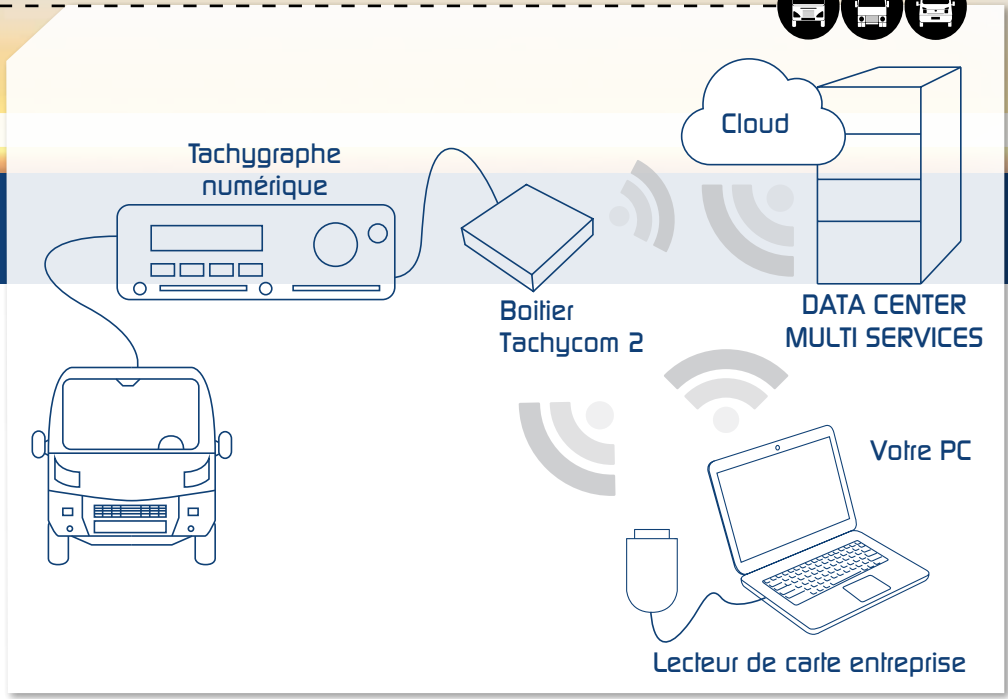 Cloud
Tachygraphe
numérique
Boitier
Tachycom 2
DATA CENTER
MULTI SERVICES
Votre PC
Lecteur de carte entreprise